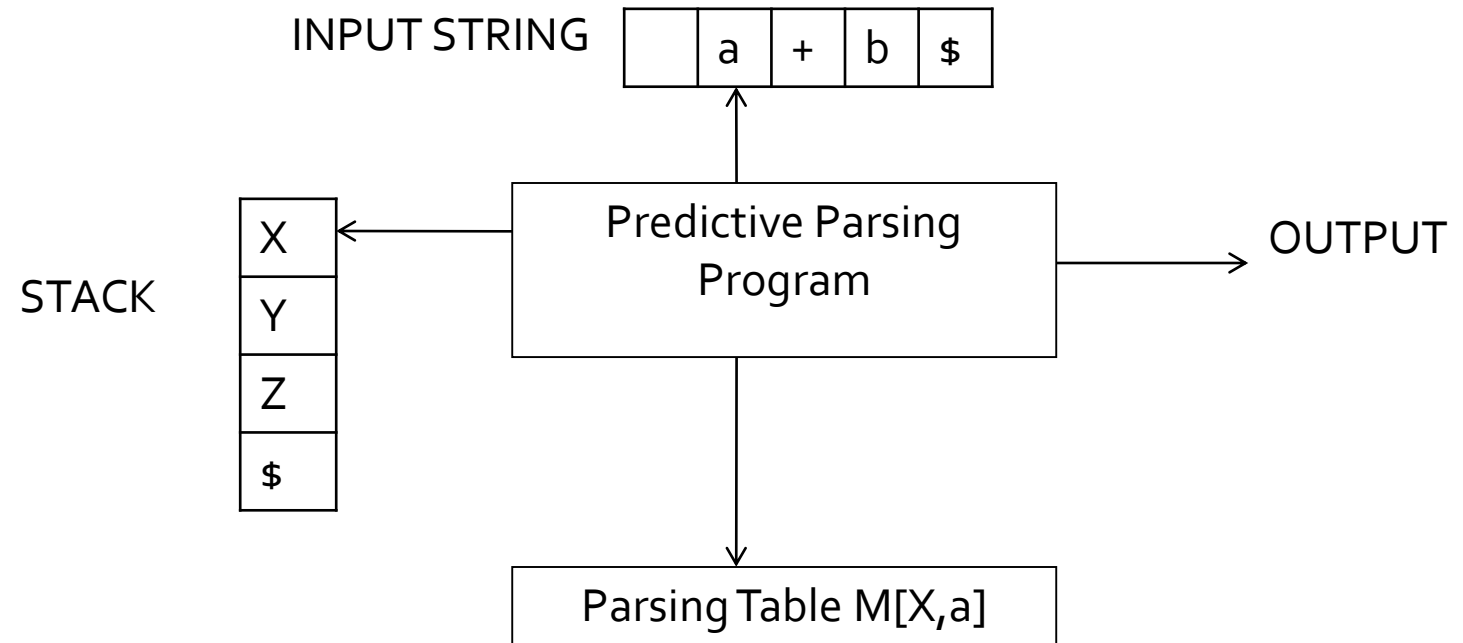 INPUT STRING
a + b $
Predictive Parsing
Program
OUTPUT
STACK
X
Y
Z
$
Parsing Table M[X,a]